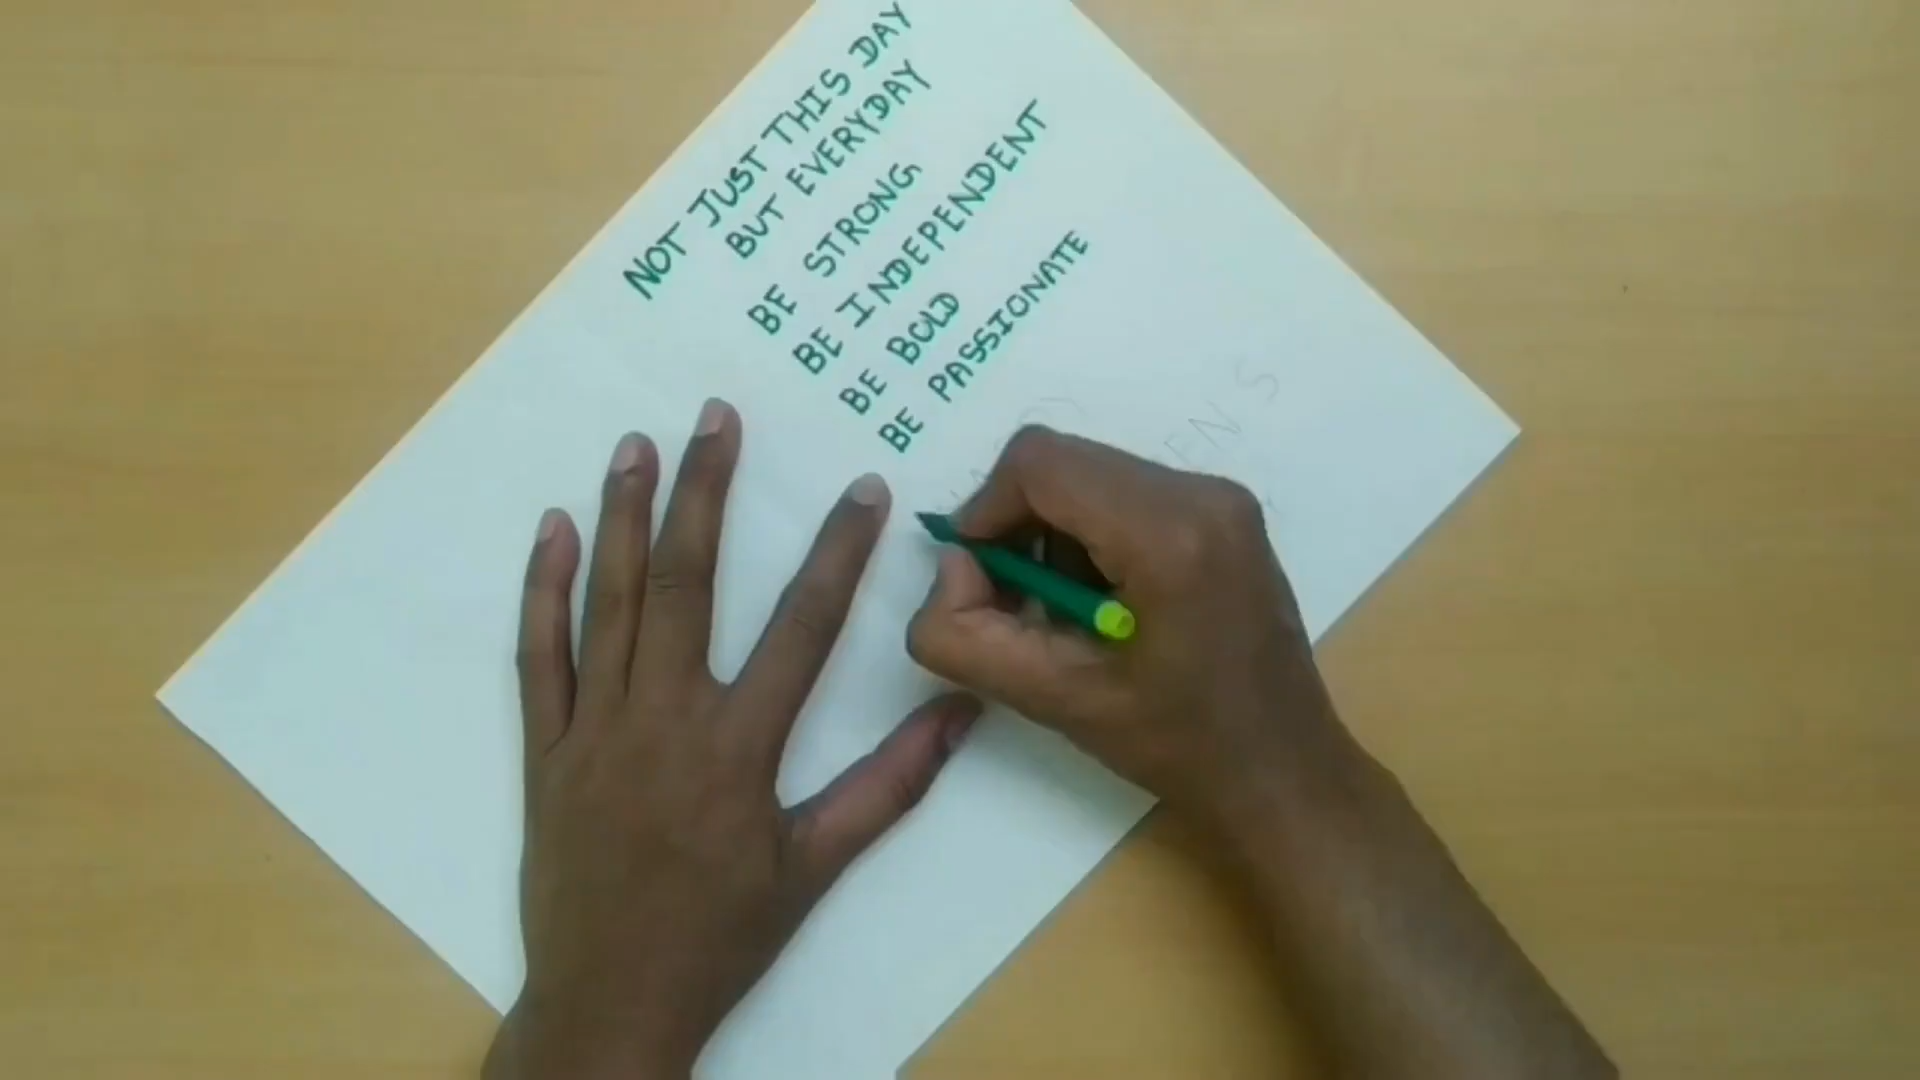 NOT JUST THIS DAY
BUT EVERYDAY
BE STRONG
BE INDEPENDENT
BE BOLD
BE PASSIONATE